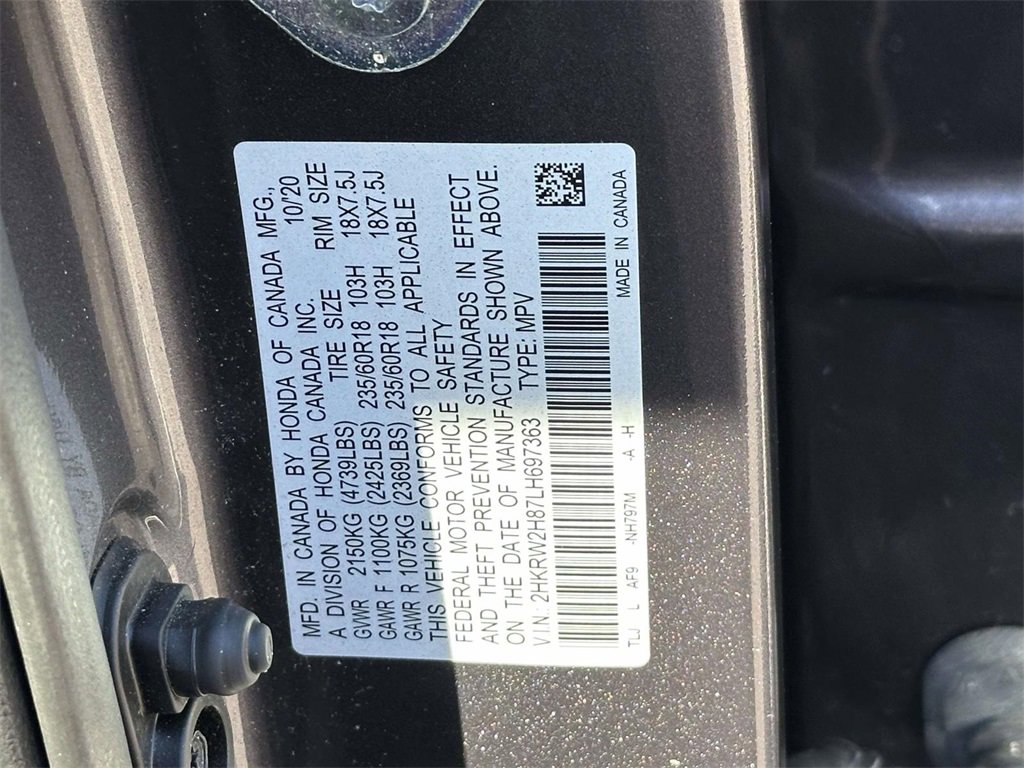 MFD. IN CANADA BY HONDA OF CANADA MFG.,
A DIVISION OF HONDA CANADA INC. 10/'20
GVWR 2150KG (4739LBS) TIRE SIZE RIM SIZE
GAWR F 1100KG (2425LBS) 235/60R18 103H 18X7.5J
GAWR R 1075KG (2369LBS) 235/60R18 103H 18X7.5J
THIS VEHICLE CONFORMS TO ALL APPLICABLE
FEDERAL MOTOR VEHICLE SAFETY
AND THEFT PREVENTION STANDARDS IN EFFECT
ON THE DATE OF MANUFACTURE SHOWN ABOVE.
V I N.: 2HKRW2H87LH697363 TYPE: MPV
TLJ L AF9 -NH797M -A -H
MADE IN CANADA